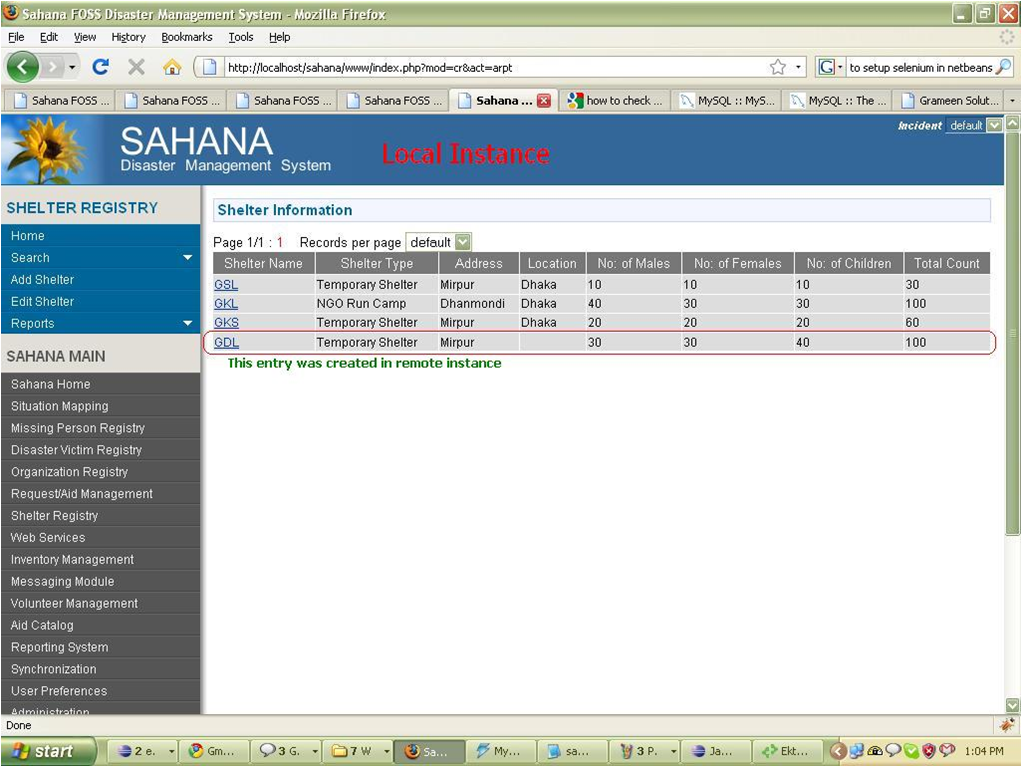 Sahana FOSS Disaster Management System - Mozilla Firefox
File Edit View History Bookmarks Tools Help
http://localhost/sahana/www/index.php?mod=cr&act=arpt
G to setup selenium in netbeans
Sahana FOSS ... Sahana FOSS ... Sahana FOSS ... Sahana FOSS ... Sahana ... how to check ... MySQL :: MyS... MySQL :: The ... Grameen Solut...
Incident default
SAHANA
Disaster Management System
Local Instance
SHELTER REGISTRY
Home
Search
Add Shelter
Edit Shelter
Reports
SAHANA MAIN
Sahana Home
Situation Mapping
Missing Person Registry
Disaster Victim Registry
Organization Registry
Request/Aid Management
Shelter Registry
Web Services
Inventory Management
Messaging Module
Volunteer Management
Aid Catalog
Reporting System
Synchronization
User Preferences
Administration
Shelter Information
Page 1/1 : 1 Records per page default
Shelter Name Shelter Type Address Location No: of Males No: of Females No: of Children Total Count
GSL Temporary Shelter Mirpur Dhaka 10 10 10 30
GKL NGO Run Camp Dhanmondi Dhaka 40 30 30 100
GKS Temporary Shelter Mirpur Dhaka 20 20 20 60
GDL Temporary Shelter Mirpur 30 30 40 100
This entry was created in remote instance
Done
start 2 e. Gm... 3 G. 7 W Sa... My... sa... 3 P. Ja... Ekt... 1:04 PM